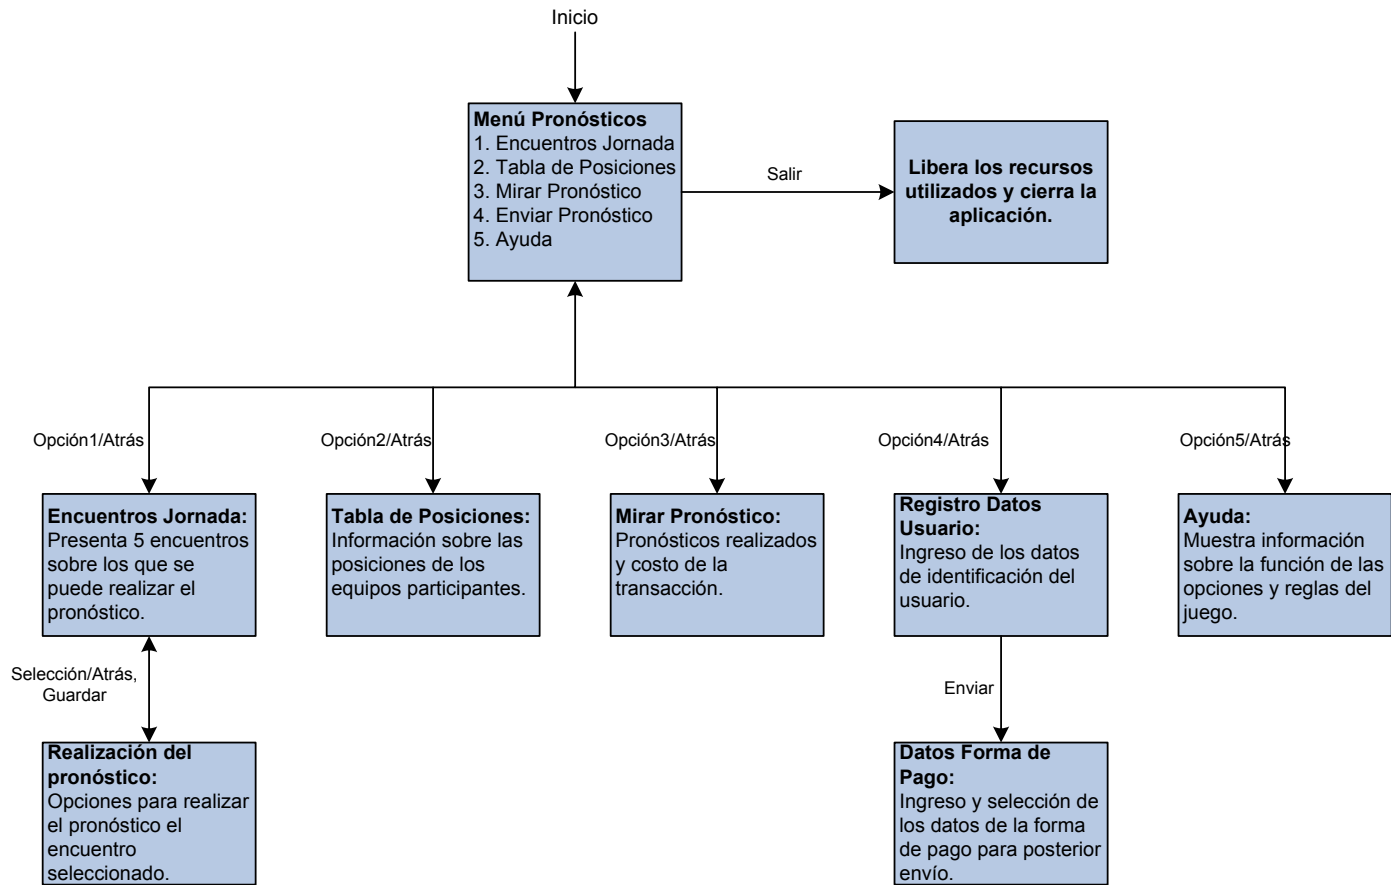 Inicio
Menú Pronósticos
1. Encuentros Jornada
2. Tabla de Posiciones
3. Mirar Pronóstico
4. Enviar Pronóstico
5. Ayuda
Salir
Libera los recursos
utilizados y cierra la
aplicación.
Opción1/Atrás
Opción2/Atrás
Opción3/Atrás
Opción4/Atrás
Opción5/Atrás
Encuentros Jornada:
Presenta 5 encuentros
sobre los que se
puede realizar el
pronóstico.
Tabla de Posiciones:
Información sobre las
posiciones de los
equipos participantes.
Mirar Pronóstico:
Pronósticos realizados
y costo de la
transacción.
Registro Datos
Usuario:
Ingreso de los datos
de identificación del
usuario.
Ayuda:
Muestra información
sobre la función de las
opciones y reglas del
juego.
Selección/Atrás,
Guardar
Enviar
Realización del
pronóstico:
Opciones para realizar
el pronóstico el
encuentro
seleccionado.
Datos Forma de
Pago:
Ingreso y selección de
los datos de la forma
de pago para posterior
envío.